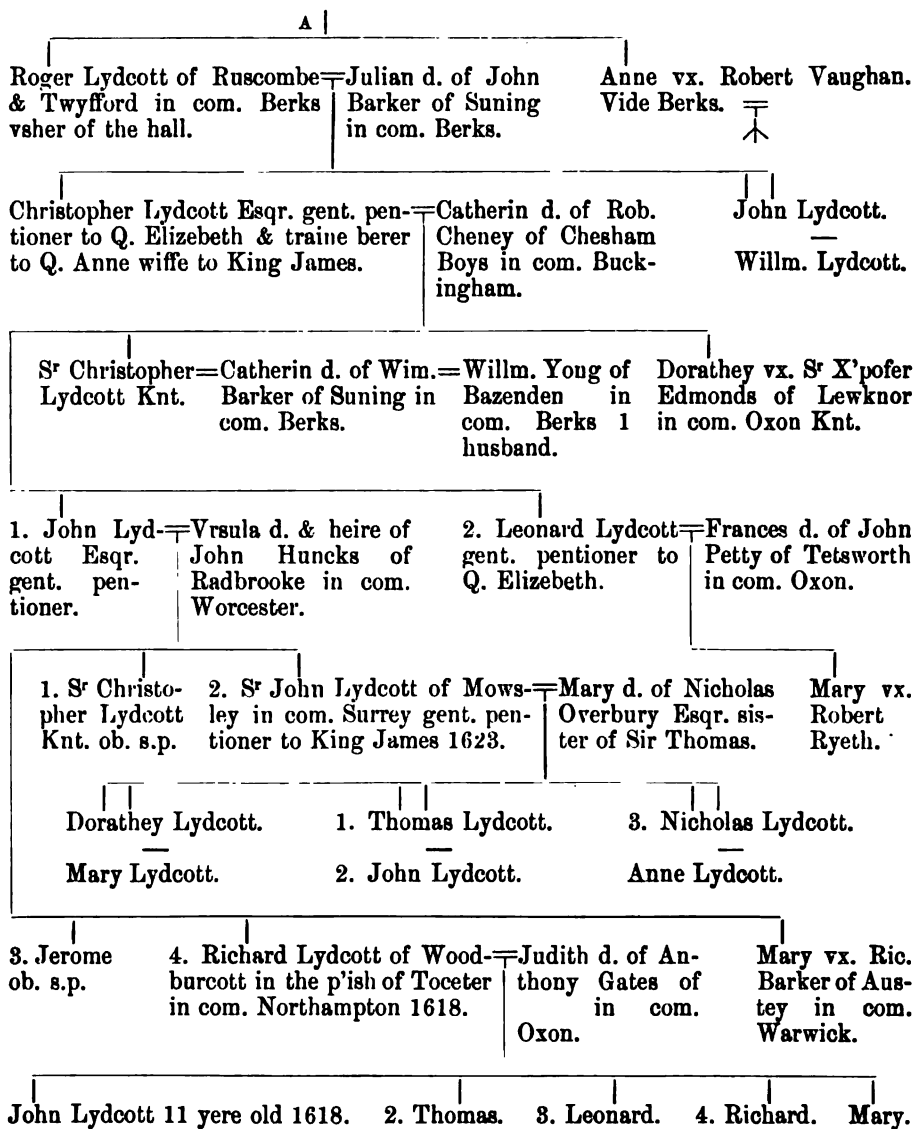 A
Roger Lydcott of Ruscombe
& Twyfford in com. Berks
vsher of the hall.
Julian d. of John
Barker of Suning
in com. Berks.
Anne vx. Robert Vaughan.
Vide Berks.
Christopher Lydcott Esqr. gent. pen-
tioner to Q. Elizebeth & traine berer
to Q. Anne wiffe to King James.
Catherin d. of Rob.
Cheney of Chesham
Boys in com. Buck-
ingham.
John Lydcott.
—
Willm. Lydcott.
Sr Christopher
Lydcott Knt.
=
Catherin d. of Wim.
Barker of Suning in
com. Berks.
=
Willm. Yong of
Bazenden in
com. Berks 1
husband.
Dorathey vx. Sr X'pofer
Edmonds of Lewknor
in com. Oxon Knt.
1. John Lyd-
cott Esqr.
gent. pen-
tioner.
Vrsula d. & heire of
John Huncks of
Radbrooke in com.
Worcester.
2. Leonard Lydcott
gent. pentioner to
Q. Elizebeth.
Frances d. of John
Petty of Tetsworth
in com. Oxon.
1. Sr Christo-
pher Lydcott
Knt. ob. s.p.
2. Sr John Lydcott of Mows-
ley in com. Surrey gent. pen-
tioner to King James 1623.
Mary d. of Nicholas
Overbury Esqr. sis-
ter of Sir Thomas.
Mary vx.
Robert
Ryeth.
Dorathey Lydcott.
—
Mary Lydcott.
1. Thomas Lydcott.
—
2. John Lydcott.
3. Nicholas Lydcott.
—
Anne Lydcott.
3. Jerome
ob. s.p.
4. Richard Lydcott of Wood-
burcott in the p'ish of Toceter
in com. Northampton 1618.
Judith d. of An-
thony Gates of
in com.
Oxon.
Mary vx. Ric.
Barker of Aus-
tey in com.
Warwick.
John Lydcott 11 yere old 1618. 2. Thomas. 3. Leonard. 4. Richard. Mary.